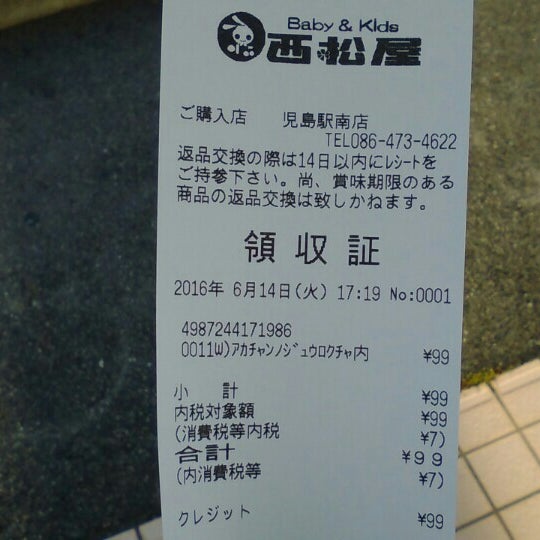 Baby & Kids
西松屋
ご購入店 児島駅南店
TEL086-473-4622
返品交換の際は14日以内にレシートを
ご持参下さい。尚、賞味期限のある
商品の返品交換は致しかねます。
領収証
2016年 6月14日(火) 17:19 No:0001
4987244171986
0011W)アカチャンノジュウロクチャ内 ¥99
小 計 ¥99
内税対象額 ¥99
(消費税等内税 ¥7)
合計 ¥99
(内消費税等 ¥7)
クレジット ¥99